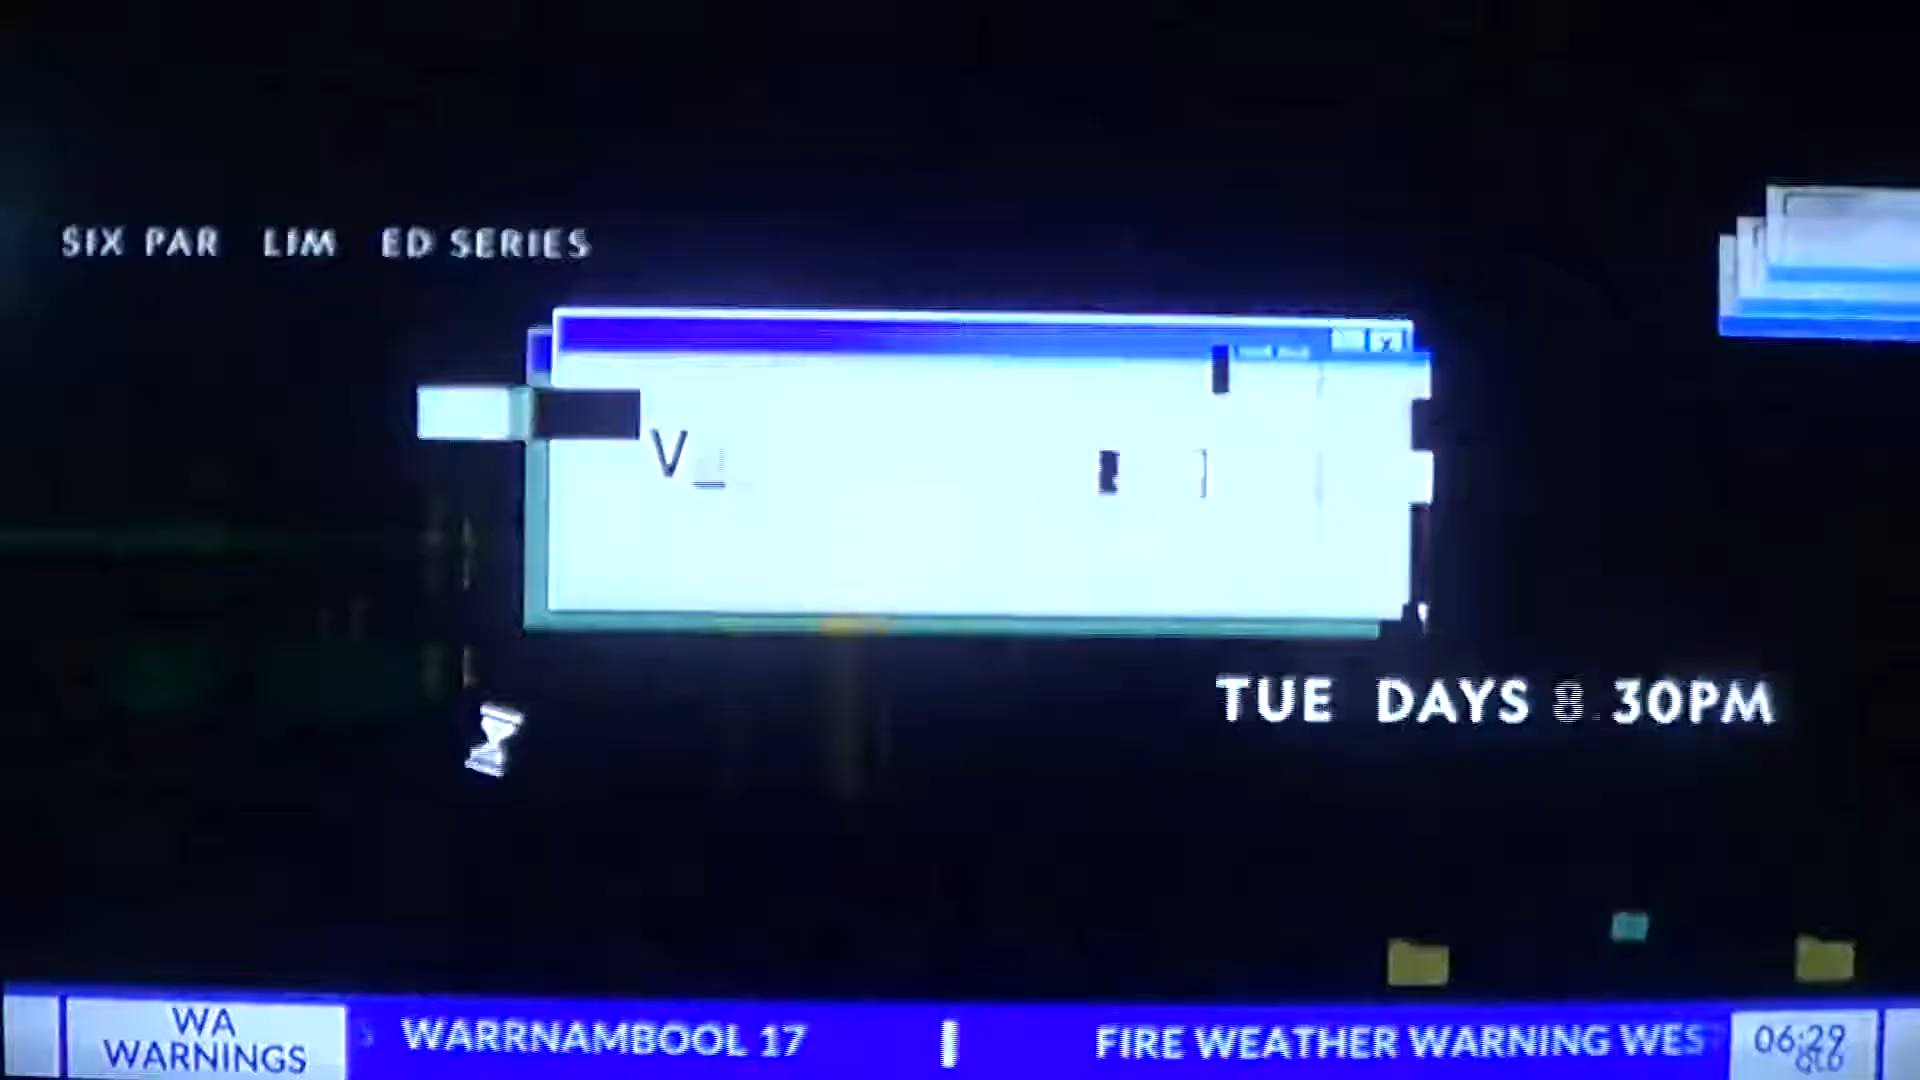 SIX PAR LIM ED SERIES
V
TUE DAYS 8.30PM
WA
WARNINGS
S WARRNAMBOOL 17 FIRE WEATHER WARNING WES
06:29
QLD